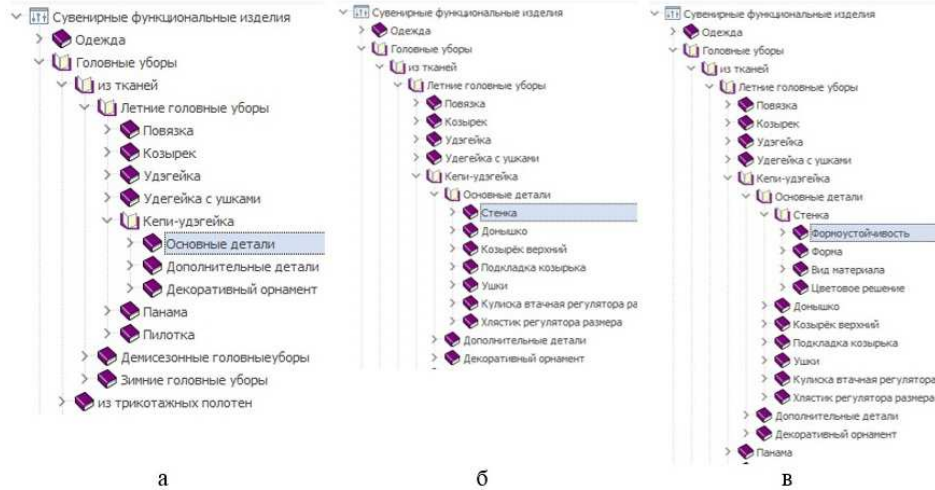 Сувенирные функциональные изделия
Одежда
Головные уборы
из тканей
Летние головные уборы
Повязка
Козырек
Удэгейка
Удегейка с ушками
Кепи-удэгейка
Основные детали
Дополнительные детали
Декоративный орнамент
Панама
Пилотка
Демисезонные головныеуборы
Зимние головные уборы
из трикотажных полотен
а
Сувенирные функциональные изделия
Одежда
Головные уборы
из тканей
Летние головные уборы
Повязка
Козырек
Удэгейка
Удегейка с ушками
Кепи-удэгейка
Основные детали
Стенка
Донышко
Козырёк верхний
Подкладка козырька
Ушки
Кулиска втачная регулятора ра
Хлястик регулятора размера
Дополнительные детали
Декоративный орнамент
б
Сувенирные функциональные изделия
Одежда
Головные уборы
из тканей
Летние головные уборы
Повязка
Козырек
Удэгейка
Удегейка с ушками
Кепи-удэгейка
Основные детали
Стенка
Формоустойчивость
Форма
Вид материала
Цветовое решение
Донышко
Козырёк верхний
Подкладка козырька
Ушки
Кулиска втачная регулятора
Хлястик регулятора размера
Дополнительные детали
Декоративный орнамент
Панама
в